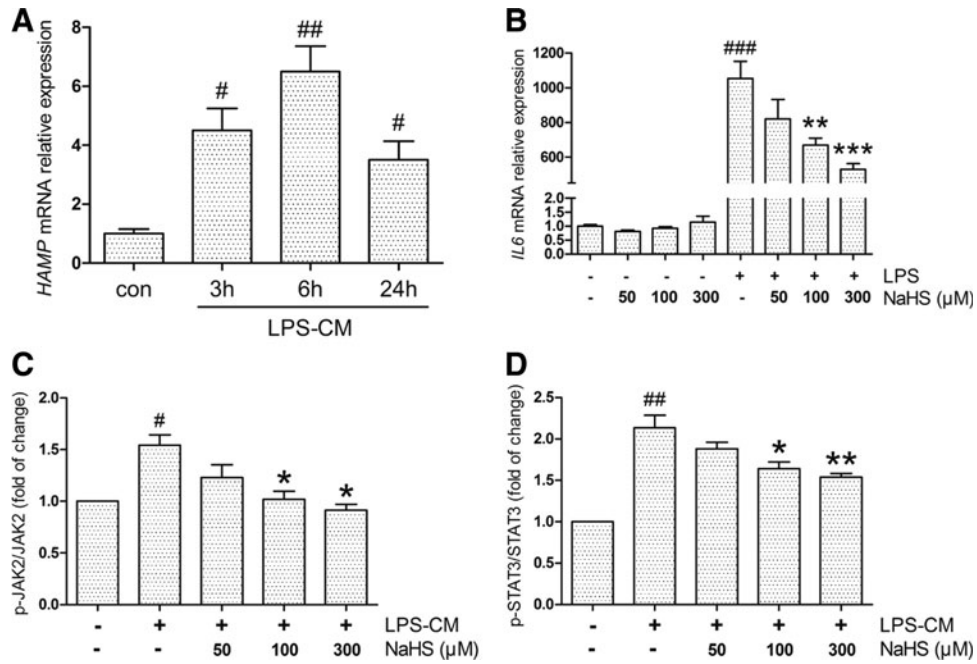 A
HAMP mRNA relative expression
8
6
4
2
0
#
##
#
con 3h 6h 24h
LPS-CM
B
IL6 mRNA relative expression
1200
1000
800
600
2.0
1.5
1.0
0.5
0.0
###
**
***
- - - - + + + + LPS
- 50 100 300 - 50 100 300 NaHS (μM)
C
p-JAK2/JAK2 (fold of change)
2.0
1.5
1.0
0.5
0.0
#
*
*
- + + + + LPS-CM
- - 50 100 300 NaHS (μM)
D
p-STAT3/STAT3 (fold of change)
2.5
2.0
1.5
1.0
0.5
0.0
##
*
**
- + + + + LPS-CM
- - 50 100 300 NaHS (μM)